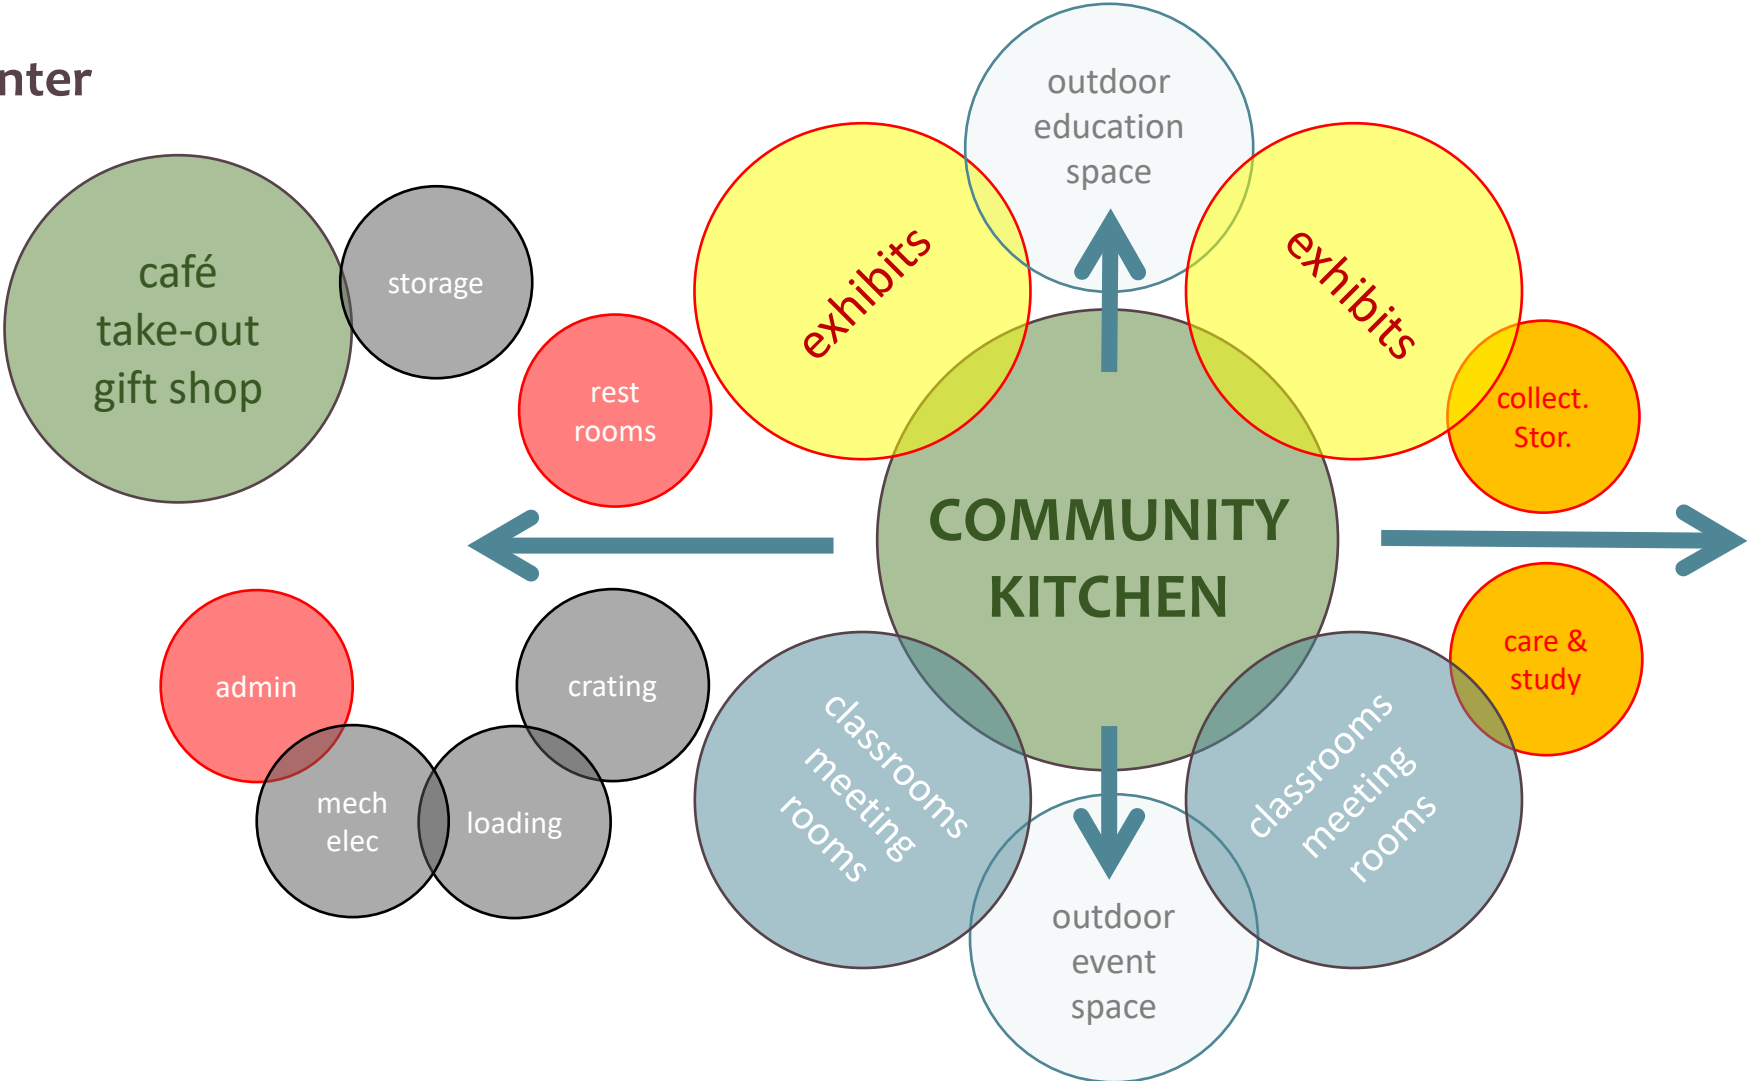 nter
outdoor
education
space
café
take-out
gift shop
storage
exhibits
exhibits
rest
rooms
collect.
Stor.
COMMUNITY
KITCHEN
admin
crating
care &
study
mech
elec
loading
classrooms
meeting
rooms
classrooms
meeting
rooms
outdoor
event
space